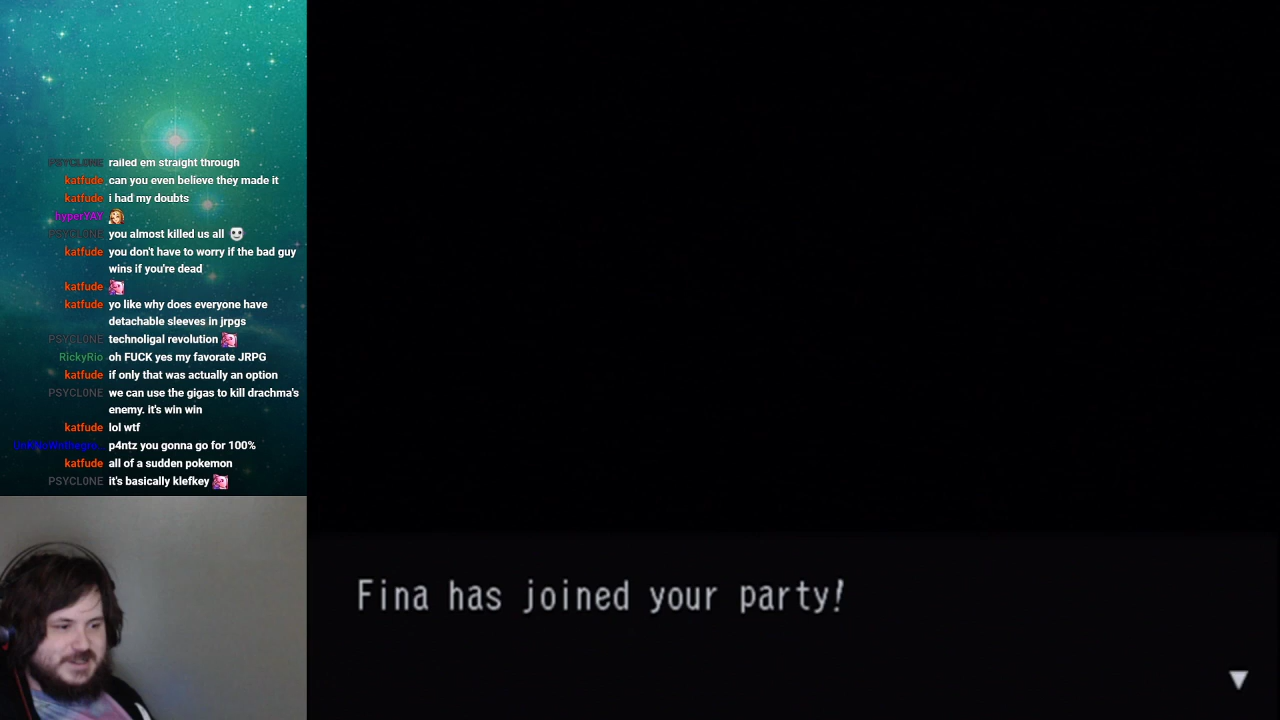 PSYCL0NE railed em straight through
katfude can you even believe they made it
katfude i had my doubts
hyperYAY
PSYCL0NE you almost killed us all
katfude you don't have to worry if the bad guy
wins if you're dead
katfude
katfude yo like why does everyone have
detachable sleeves in jrpgs
PSYCL0NE technoligal revolution
RickyRio oh FUCK yes my favorate JRPG
katfude if only that was actually an option
PSYCL0NE we can use the gigas to kill drachma's
enemy. it's win win
katfude lol wtf
p4ntz you gonna go for 100%
katfude all of a sudden pokemon
PSYCL0NE it's basically klefkey
Fina has joined your party!